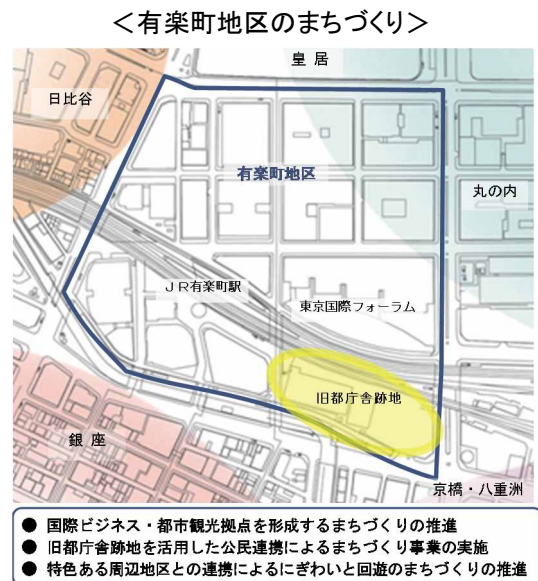 ＜有楽町地区のまちづくり＞
皇 居
日比谷
有楽町地区
丸の内
ＪＲ有楽町駅
東京国際フォーラム
旧都庁舎跡地
銀 座
京橋・八重洲
● 国際ビジネス・都市観光拠点を形成するまちづくりの推進
● 旧都庁舎跡地を活用した公民連携によるまちづくり事業の実施
● 特色ある周辺地区との連携によるにぎわいと回遊のまちづくりの推進